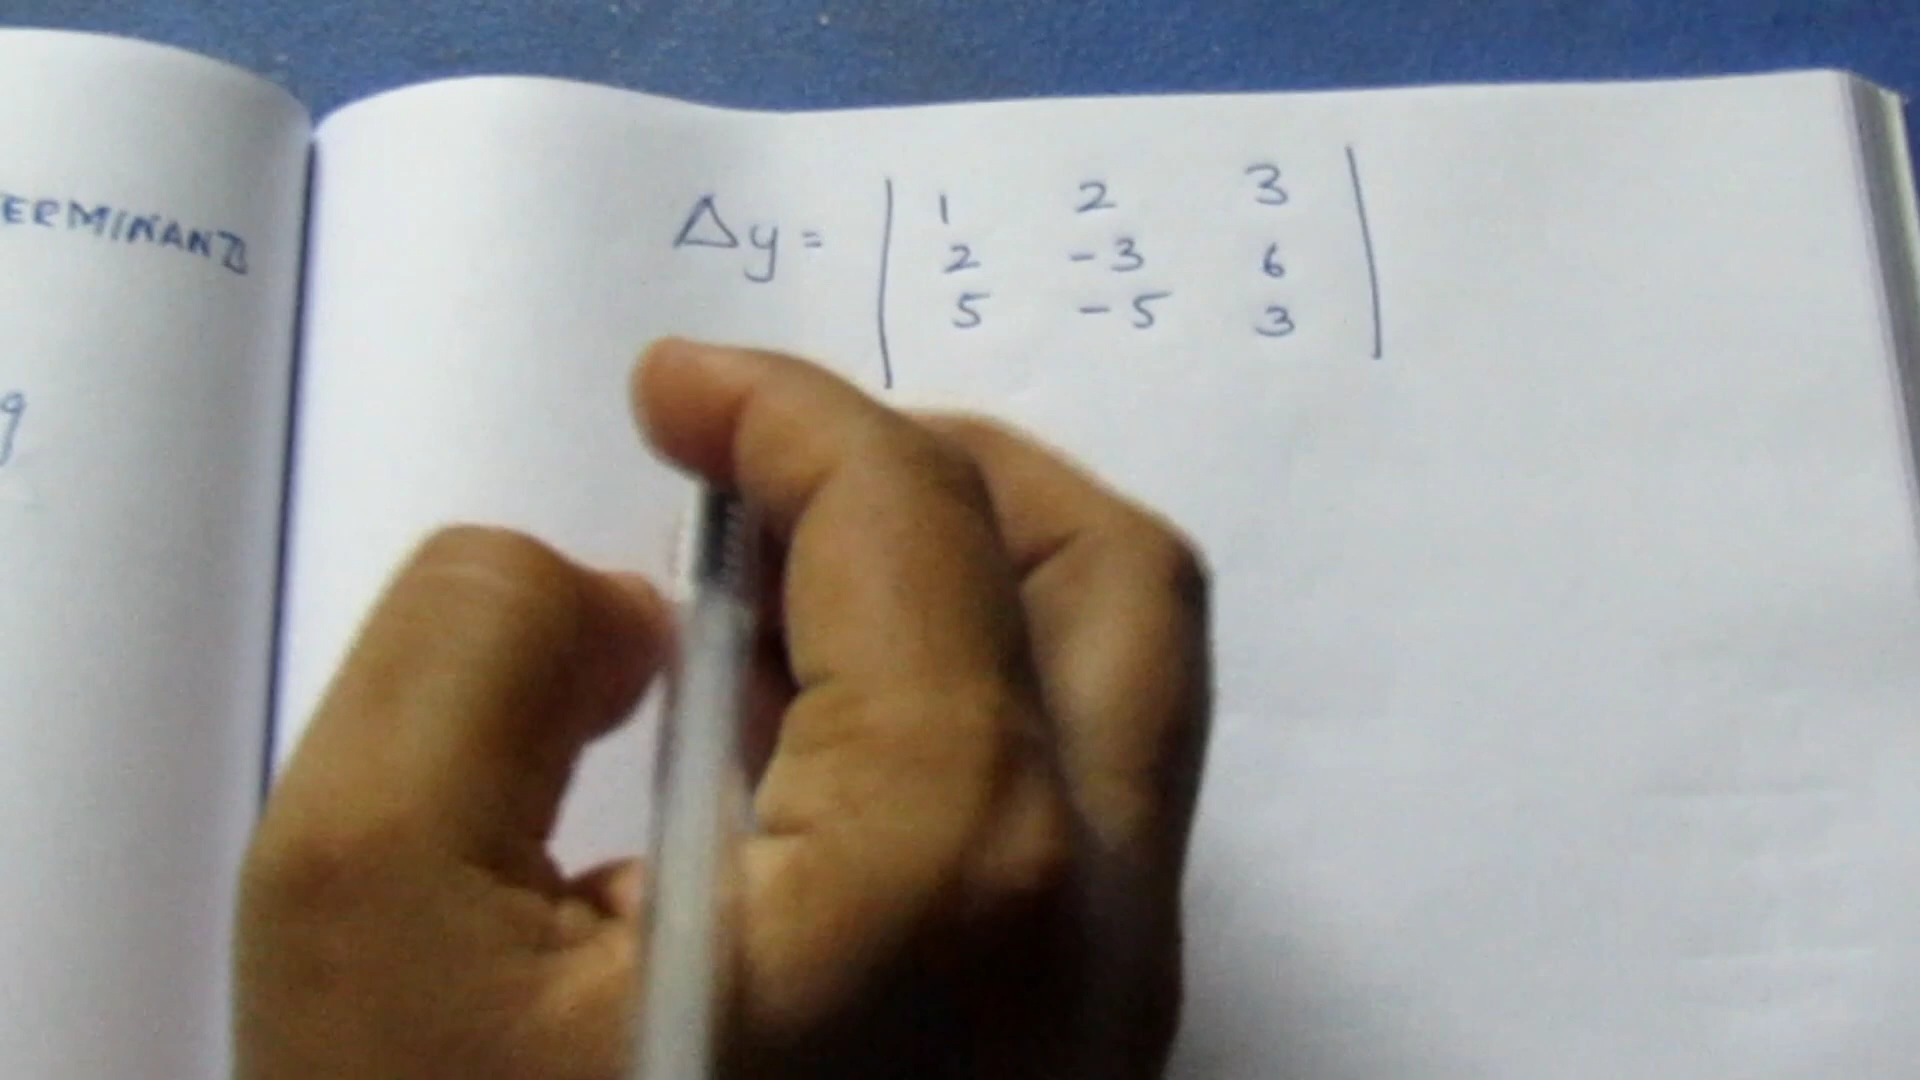 ERMINANTS
g
Δy = | 1 2 3 |
| 2 -3 6 |
| 5 -5 3 |